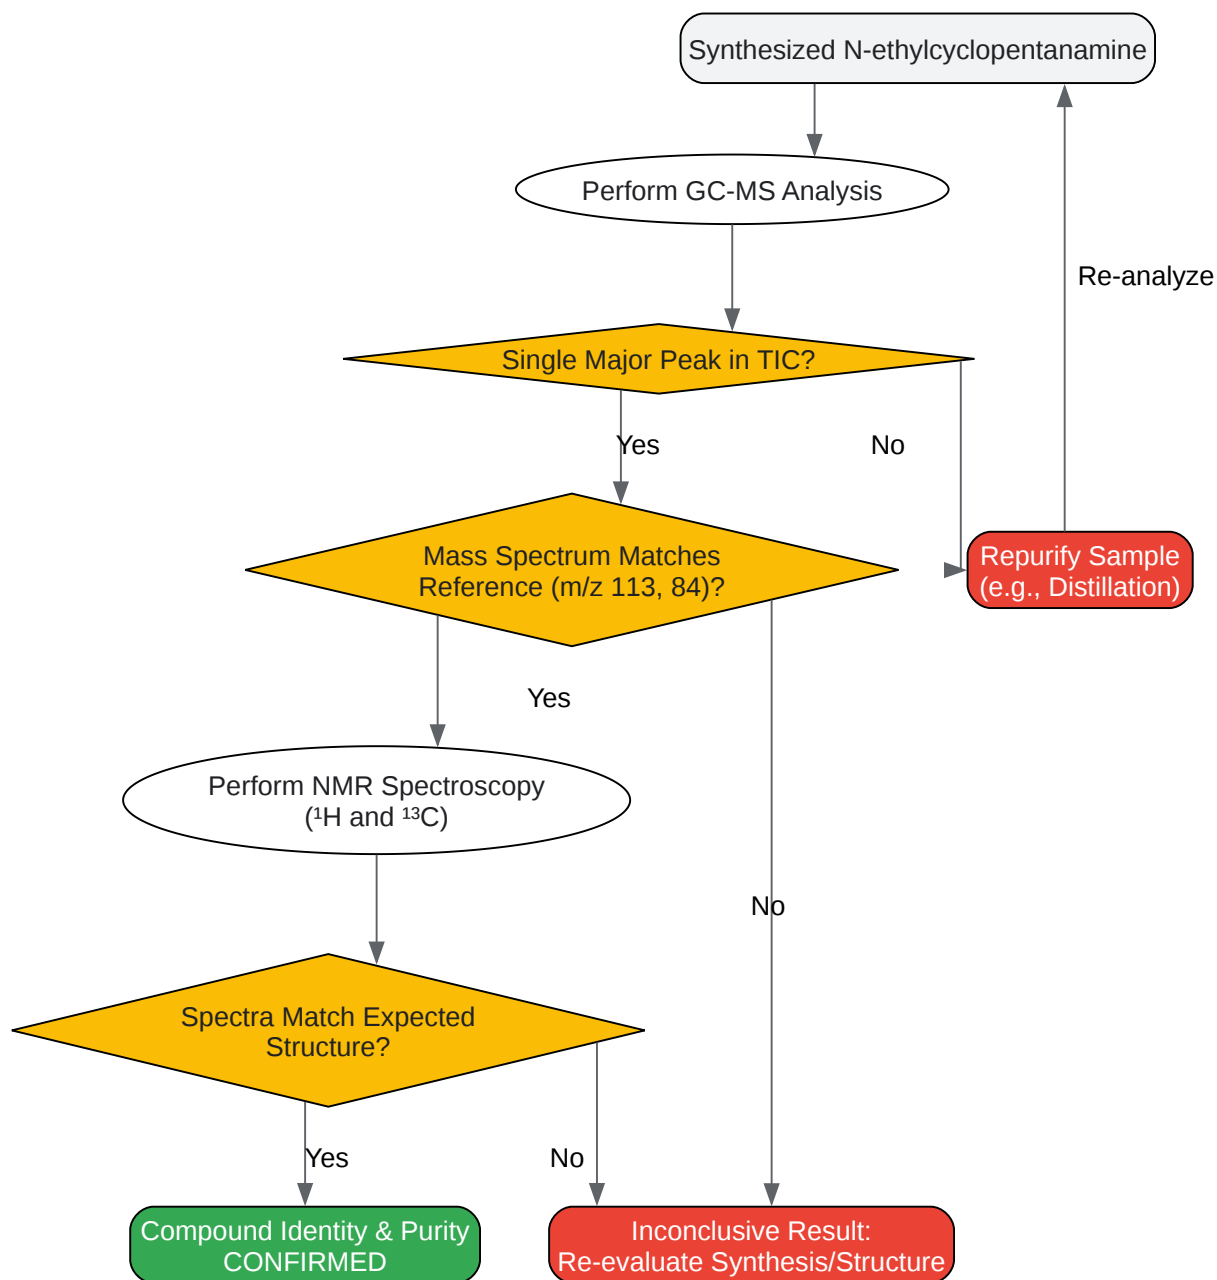 Synthesized N-ethylcyclopentanamine
Perform GC-MS Analysis
Re-analyze
Single Major Peak in TIC?
Yes
No
Mass Spectrum Matches
Reference (m/z 113, 84)?
Repurify Sample
(e.g., Distillation)
Yes
Perform NMR Spectroscopy
(¹H and ¹³C)
No
Spectra Match Expected
Structure?
Yes
No
Compound Identity & Purity
CONFIRMED
Inconclusive Result:
Re-evaluate Synthesis/Structure